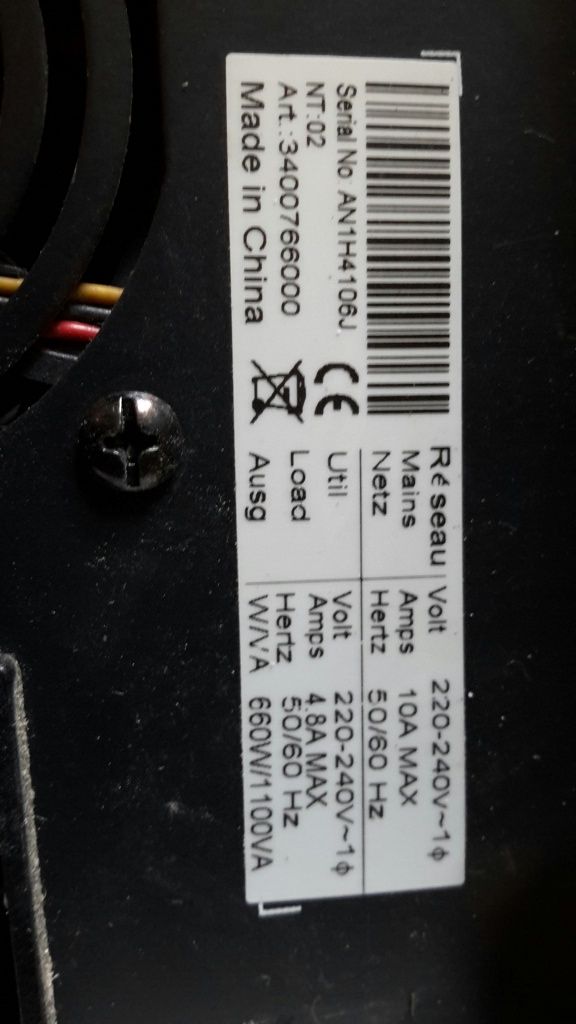 Serial No: AN1H4106J.
NT:02
Art.:3400766000
Made in China
CE
Réseau Volt 220-240V~1ϕ
Mains Amps 10A MAX
Netz Hertz 50/60 Hz
Util Volt 220-240V~1ϕ
Load Amps 4.8A MAX
Ausg Hertz 50/60 Hz
W/VA 660W/1100VA